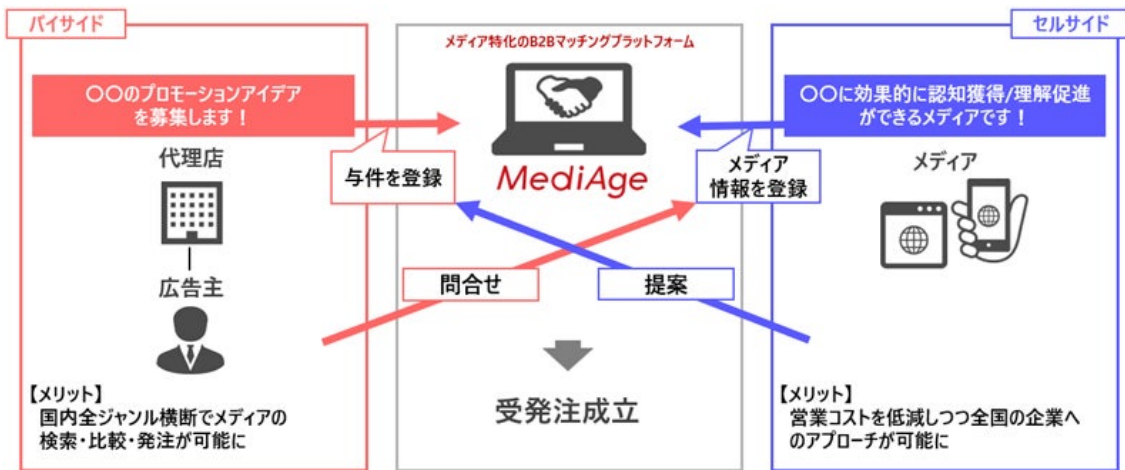 バイサイド
〇〇のプロモーションアイデア
を募集します！
代理店
広告主
【メリット】
国内全ジャンル横断でメディアの
検索・比較・発注が可能に
与件を登録
問合せ
メディア特化のB2Bマッチングプラットフォーム
MediAge
提案
受発注成立
セルサイド
〇〇に効果的に認知獲得/理解促進
ができるメディアです！
メディア
情報を登録
メディア
【メリット】
営業コストを低減しつつ全国の企業へ
のアプローチが可能に